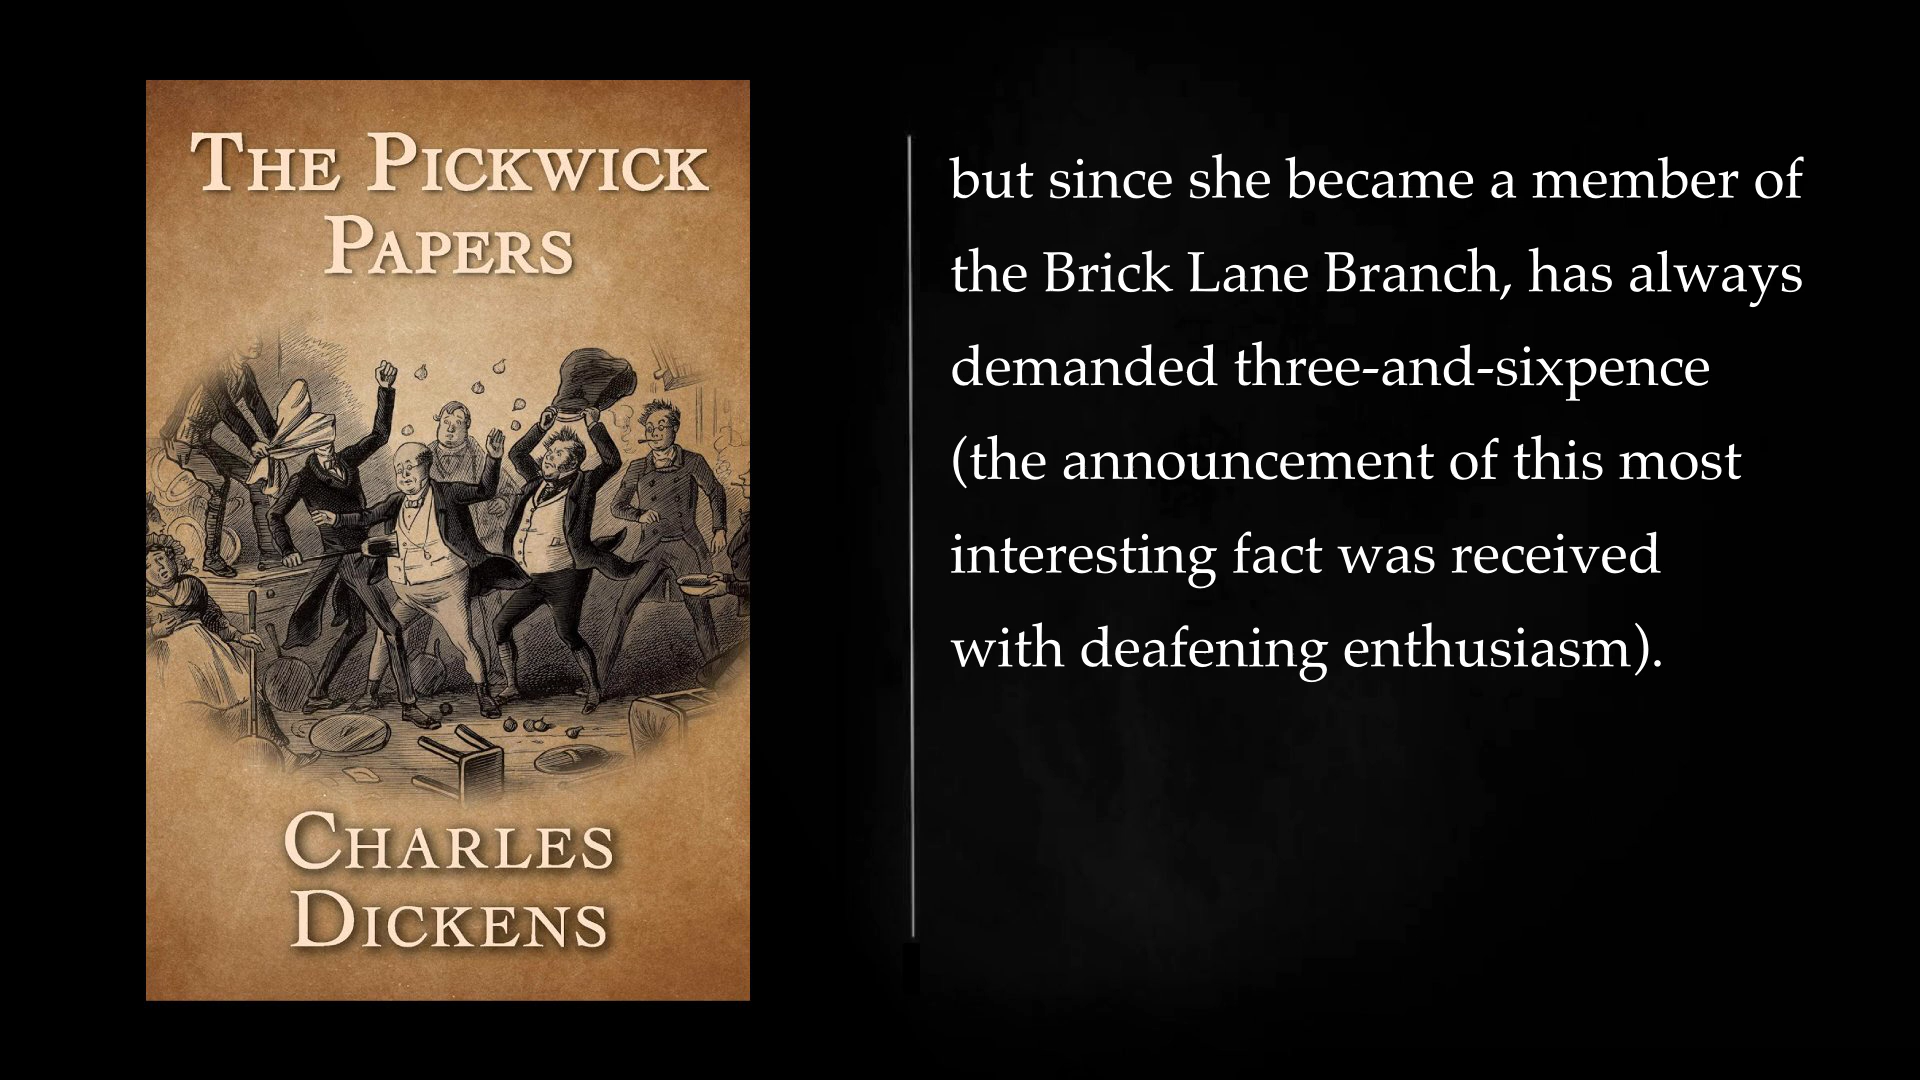 The Pickwick
Papers
Charles
Dickens
but since she became a member of
the Brick Lane Branch, has always
demanded three-and-sixpence
(the announcement of this most
interesting fact was received
with deafening enthusiasm).